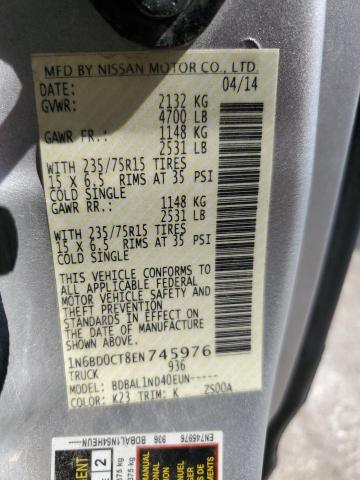 MFD BY NISSAN MOTOR CO., LTD.
DATE: 04/14
GVWR: 2132 KG
4700 LB
GAWR FR.: 1148 KG
2531 LB
WITH 235/75R15 TIRES
15 X 6.5 RIMS AT 35 PSI
COLD SINGLE
GAWR RR.: 1148 KG
2531 LB
WITH 235/75R15 TIRES
15 X 6.5 RIMS AT 35 PSI
COLD SINGLE
THIS VEHICLE CONFORMS TO
ALL APPLICABLE FEDERAL
MOTOR VEHICLE SAFETY AND
THEFT PREVENTION STANDARDS
IN EFFECT ON THE DATE OF
MANUFACTURE SHOWN ABOVE
1N6BD0CT8EN745976
TRUCK 936
MODEL: BDBAL1ND40EUN-----
COLOR: K23 TRIM: K ZS00A